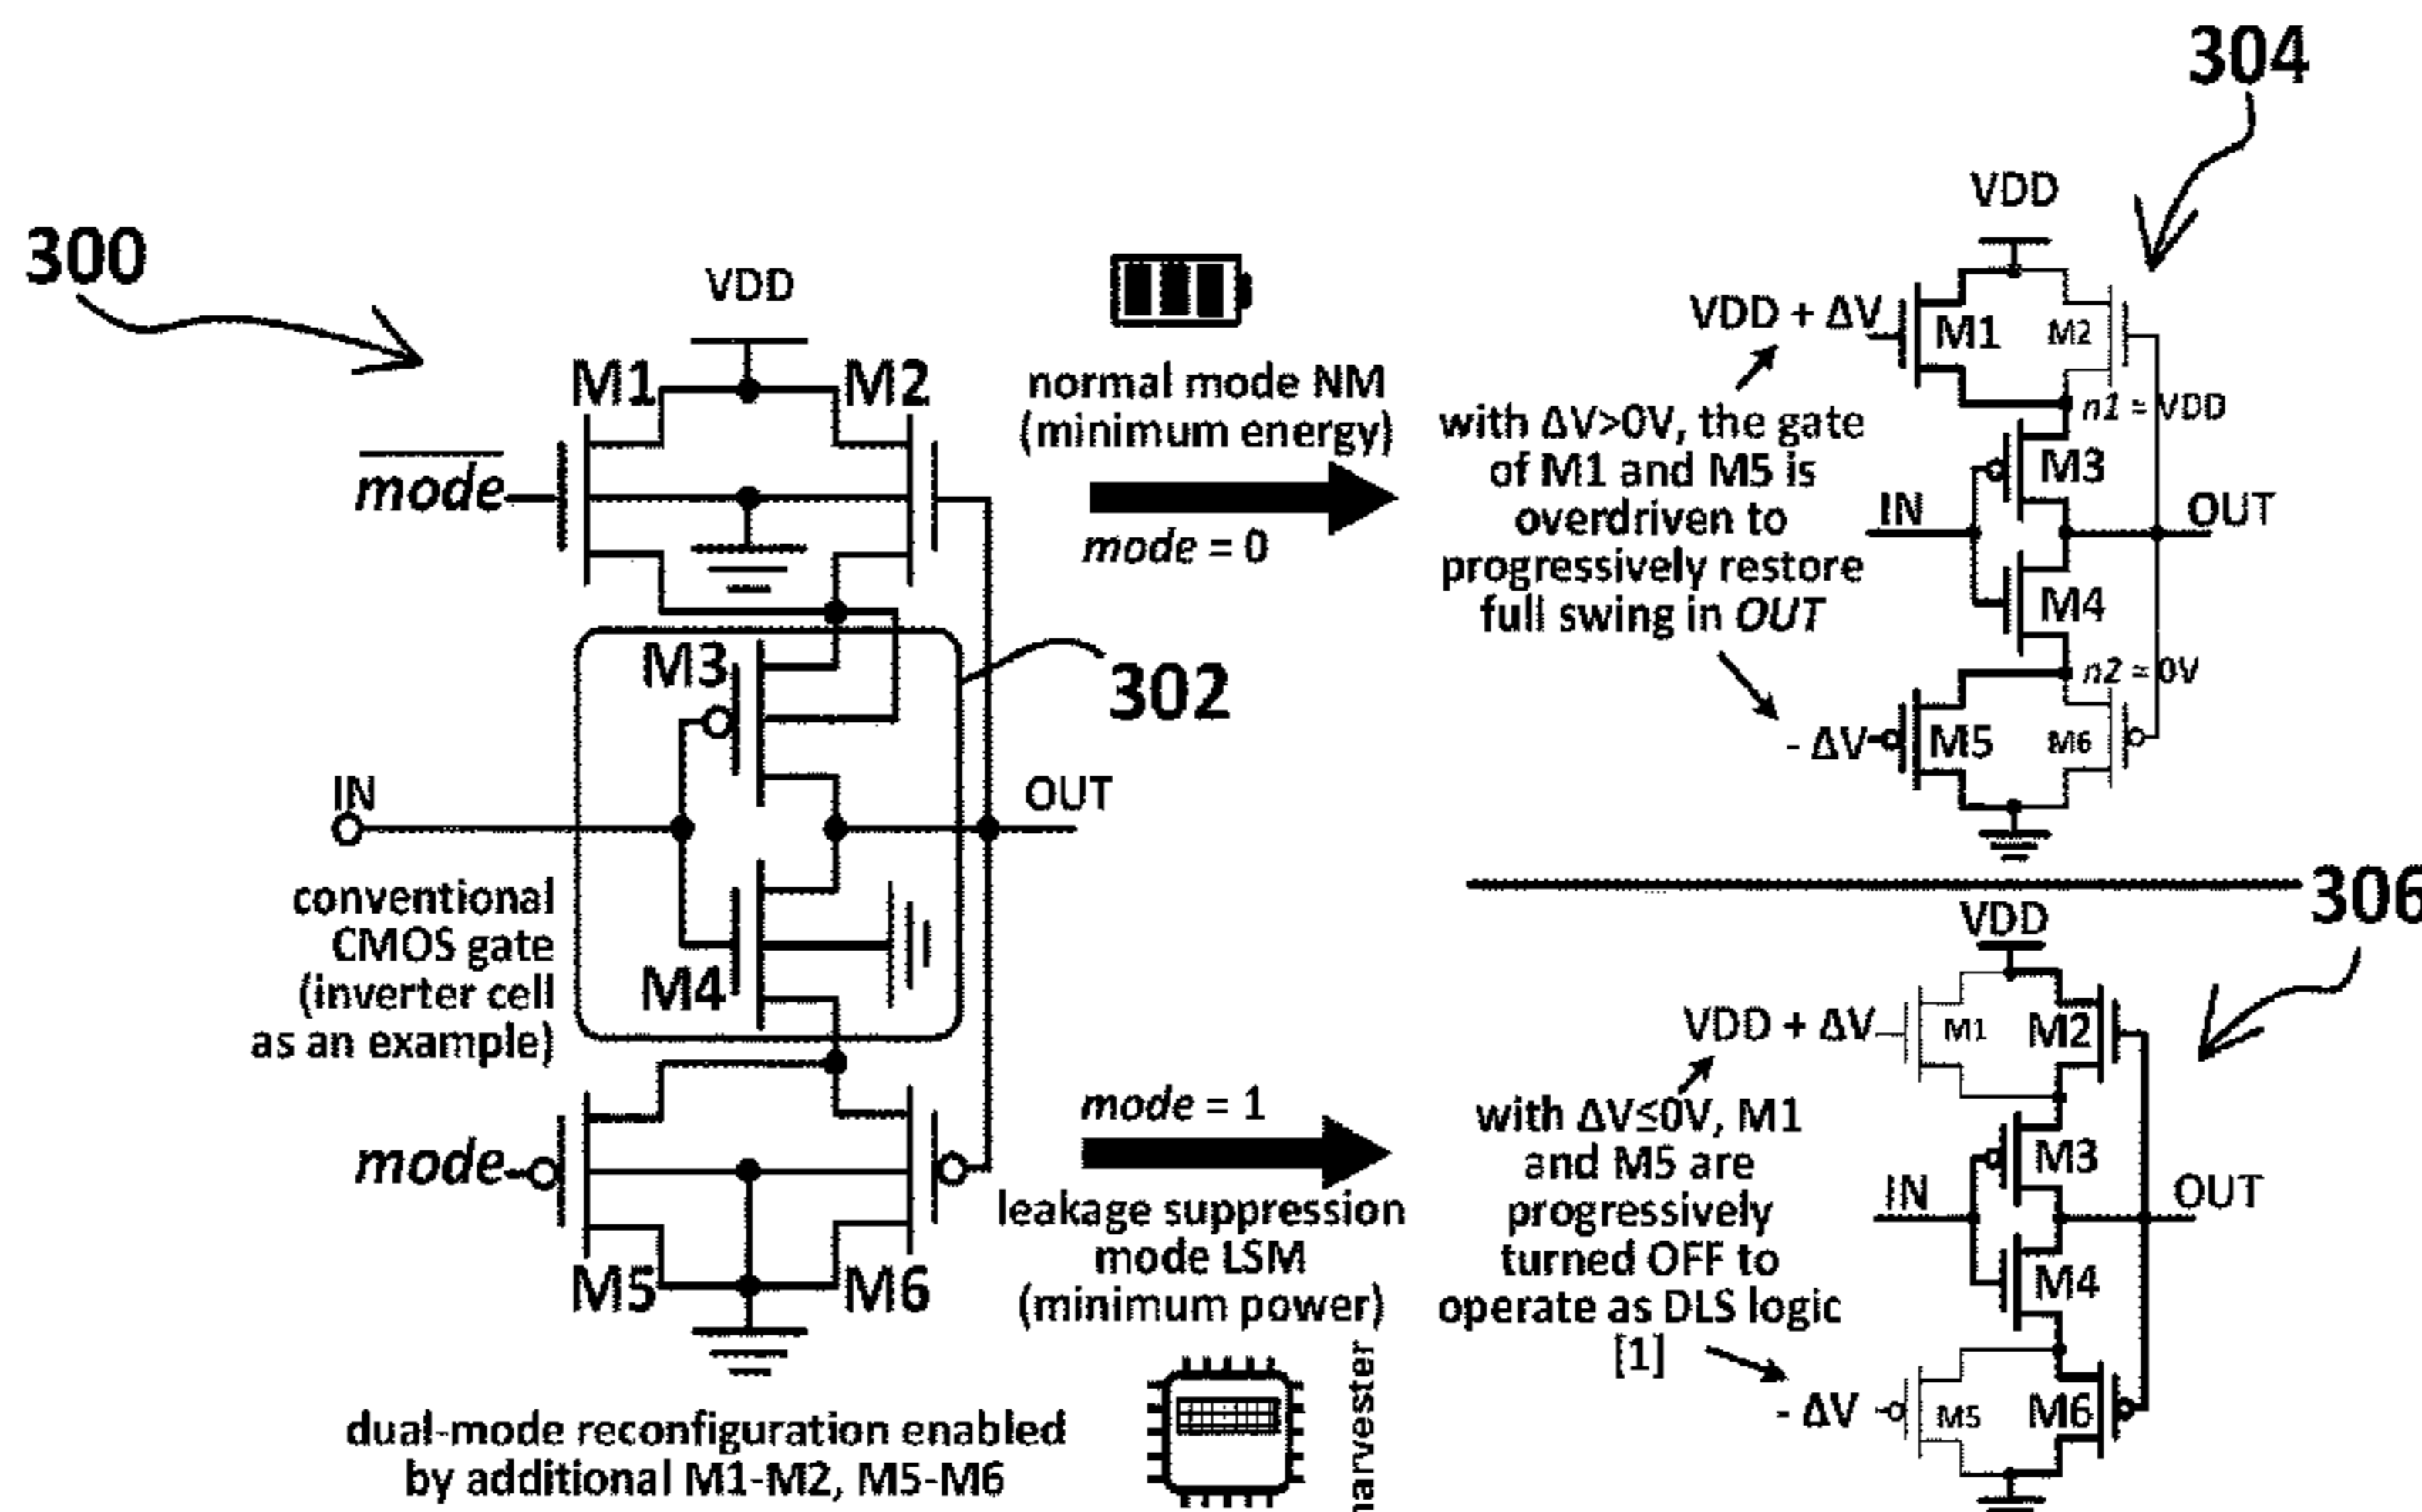 300
VDD
M1
M2
mode
M3
302
IN
OUT
conventional
CMOS gate
(inverter cell
as an example)
M4
mode
M5
M6
dual-mode reconfiguration enabled
by additional M1-M2, M5-M6
normal mode NM
(minimum energy)
mode = 0
mode = 1
leakage suppression
mode LSM
(minimum power)
harvester
304
VDD
VDD + ΔV
M1
M2
n1 = VDD
with ΔV>0V, the gate
of M1 and M5 is
overdriven to
progressively restore
full swing in OUT
M3
IN
OUT
M4
n2 = 0V
- ΔV
M5
M6
306
VDD
VDD + ΔV
M1
M2
with ΔV≤0V, M1
and M5 are
progressively
turned OFF to
operate as DLS logic
[1]
M3
IN
OUT
M4
- ΔV
M5
M6